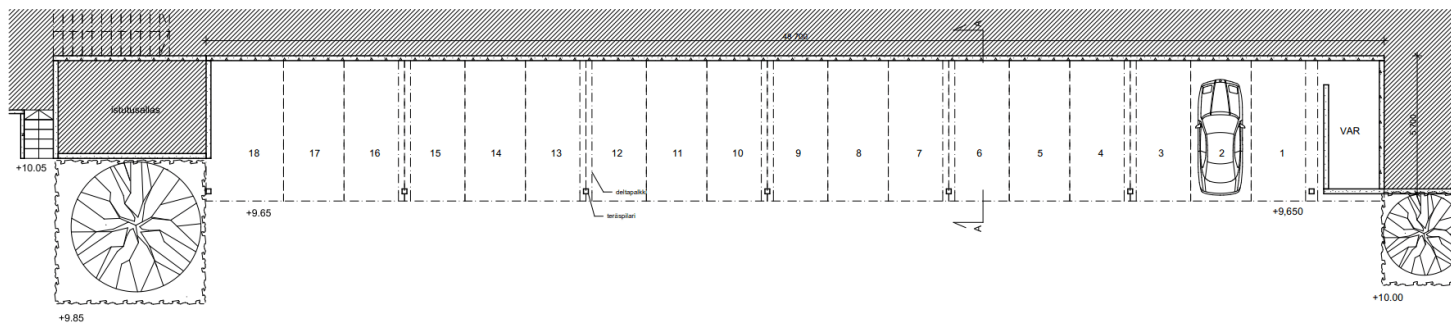 A
48 700
istutusallas
VAR
5 700
18 17 16 15 14 13 12 11 10 9 8 7 6 5 4 3 2 1
+10.05
deltapalkki
teräspilari
+9.65
+9,650
A
+10.00
+9.85